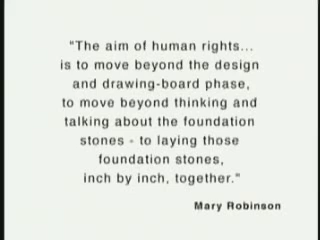 "The aim of human rights...
is to move beyond the design
and drawing-board phase,
to move beyond thinking and
talking about the foundation
stones - to laying those
foundation stones,
inch by inch, together."
Mary Robinson